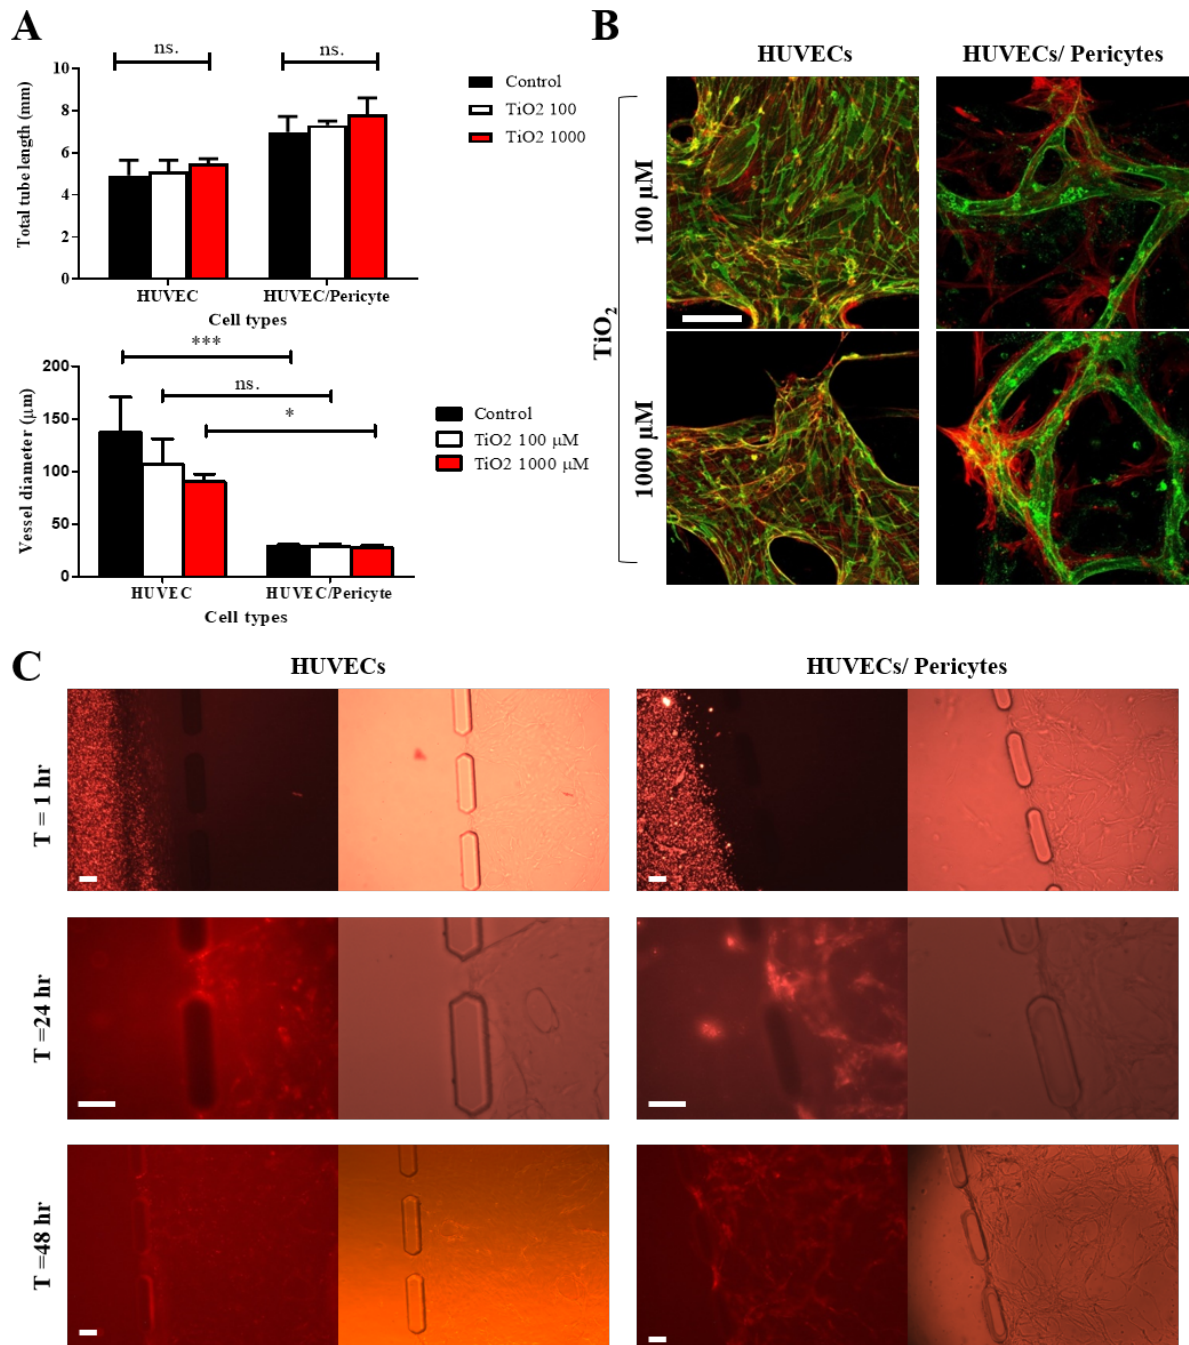 A
ns.
ns.
10
8
6
4
2
0
Total tube length (mm)
HUVEC
HUVEC/Pericyte
Cell types
Control
TiO2 100
TiO2 1000
***
ns.
*
200
150
100
50
0
Vessel diameter (μm)
HUVEC
HUVEC/Pericyte
Cell types
Control
TiO2 100 μM
TiO2 1000 μM
B
HUVECs
HUVECs/ Pericytes
TiO₂
100 μM
1000 μM
C
HUVECs
HUVECs/ Pericytes
T = 1 hr
T =24 hr
T =48 hr